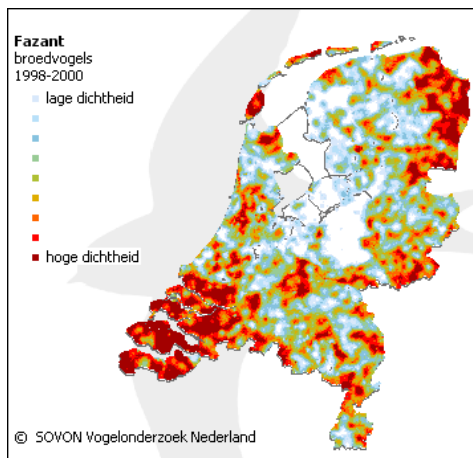 Fazant
broedvogels
1998-2000
lage dichtheid
hoge dichtheid
© SOVON Vogelonderzoek Nederland